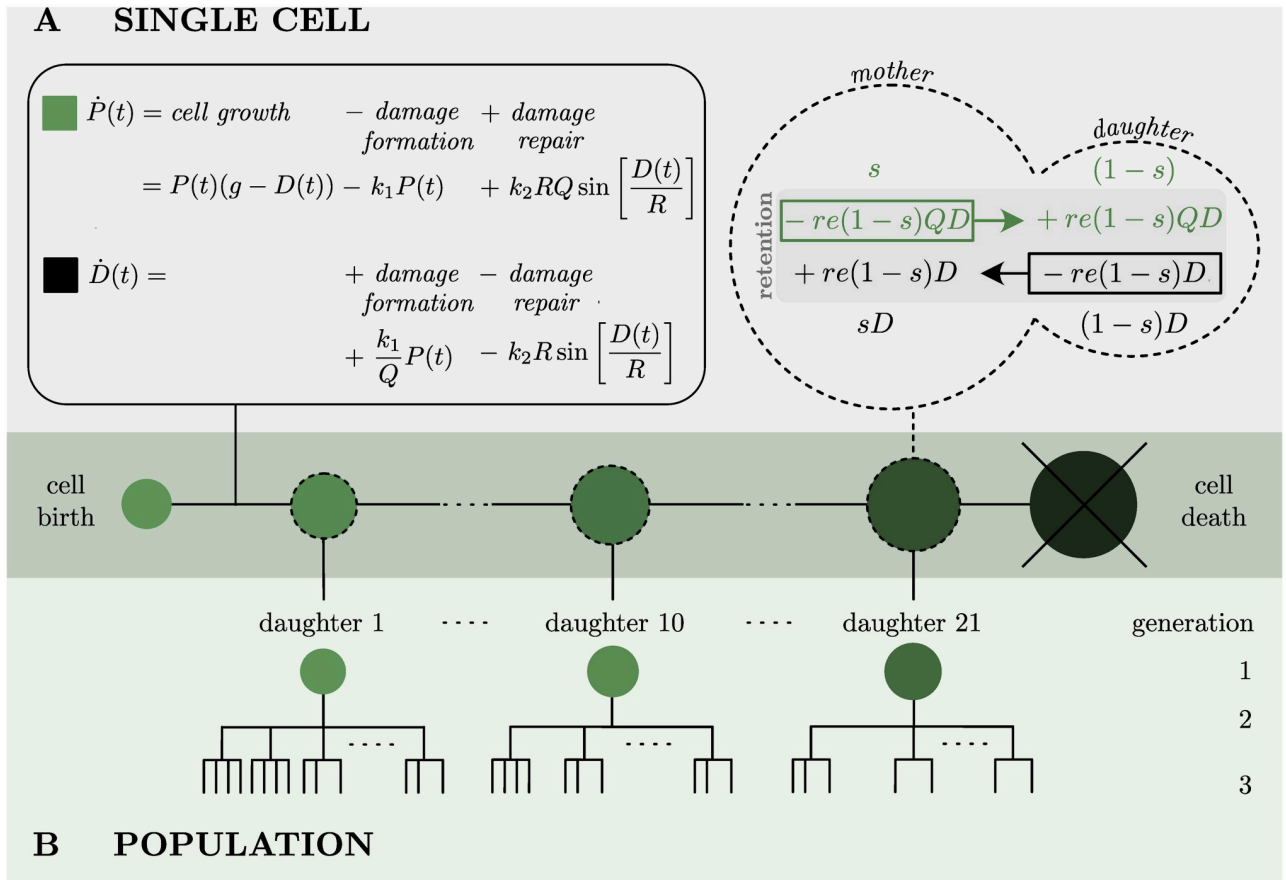 A SINGLE CELL
Ṗ(t) = cell growth − damage formation + damage repair
= P(t)(g − D(t)) − k₁P(t) + k₂RQ sin [D(t)/R]
Ḋ(t) = + damage formation − damage repair
+ k₁/Q P(t) − k₂R sin [D(t)/R]
mother
daughter
s (1 − s)
retention
− re(1 − s)QD + re(1 − s)QD
+ re(1 − s)D − re(1 − s)D
sD (1 − s)D
cell birth
cell death
daughter 1 .... daughter 10 .... daughter 21 generation
1
2
....
....
....
3
B POPULATION